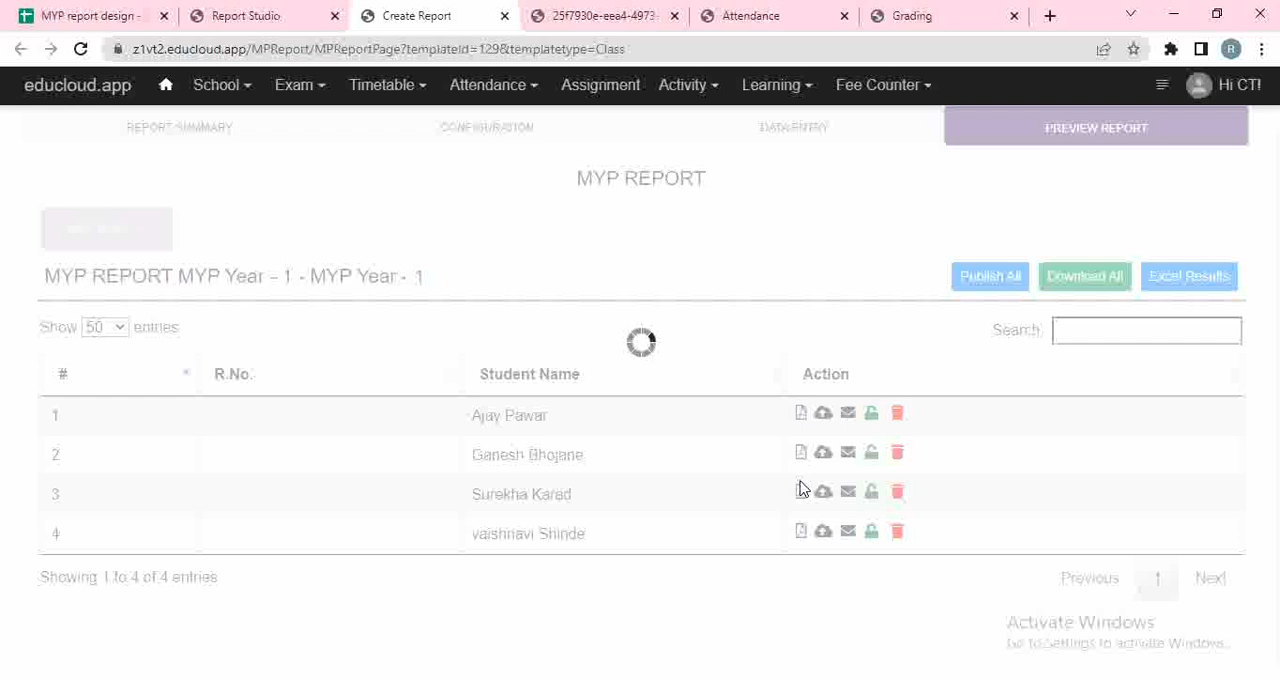 MYP report design -
Report Studio
Create Report
25f7930e-eea4-4973-
Attendance
Grading
z1vt2.educloud.app/MPReport/MPReportPage?templateId=129&templatetype=Class
R
educloud.app School Exam Timetable Attendance Assignment Activity Learning Fee Counter Hi CT!
REPORT SUMMARY CONFIGURATION DATA ENTRY PREVIEW REPORT
MYP REPORT
MYP REPORT MYP Year - 1 - MYP Year - 1
Publish All Download All Excel Results
Show 50 entries Search:
# R.No. Student Name Action
1 Ajay Pawar
2 Ganesh Bhojane
3 Surekha Karad
4 vaishnavi Shinde
Showing 1 to 4 of 4 entries Previous 1 Next
Activate Windows
Go to Settings to activate Windows.